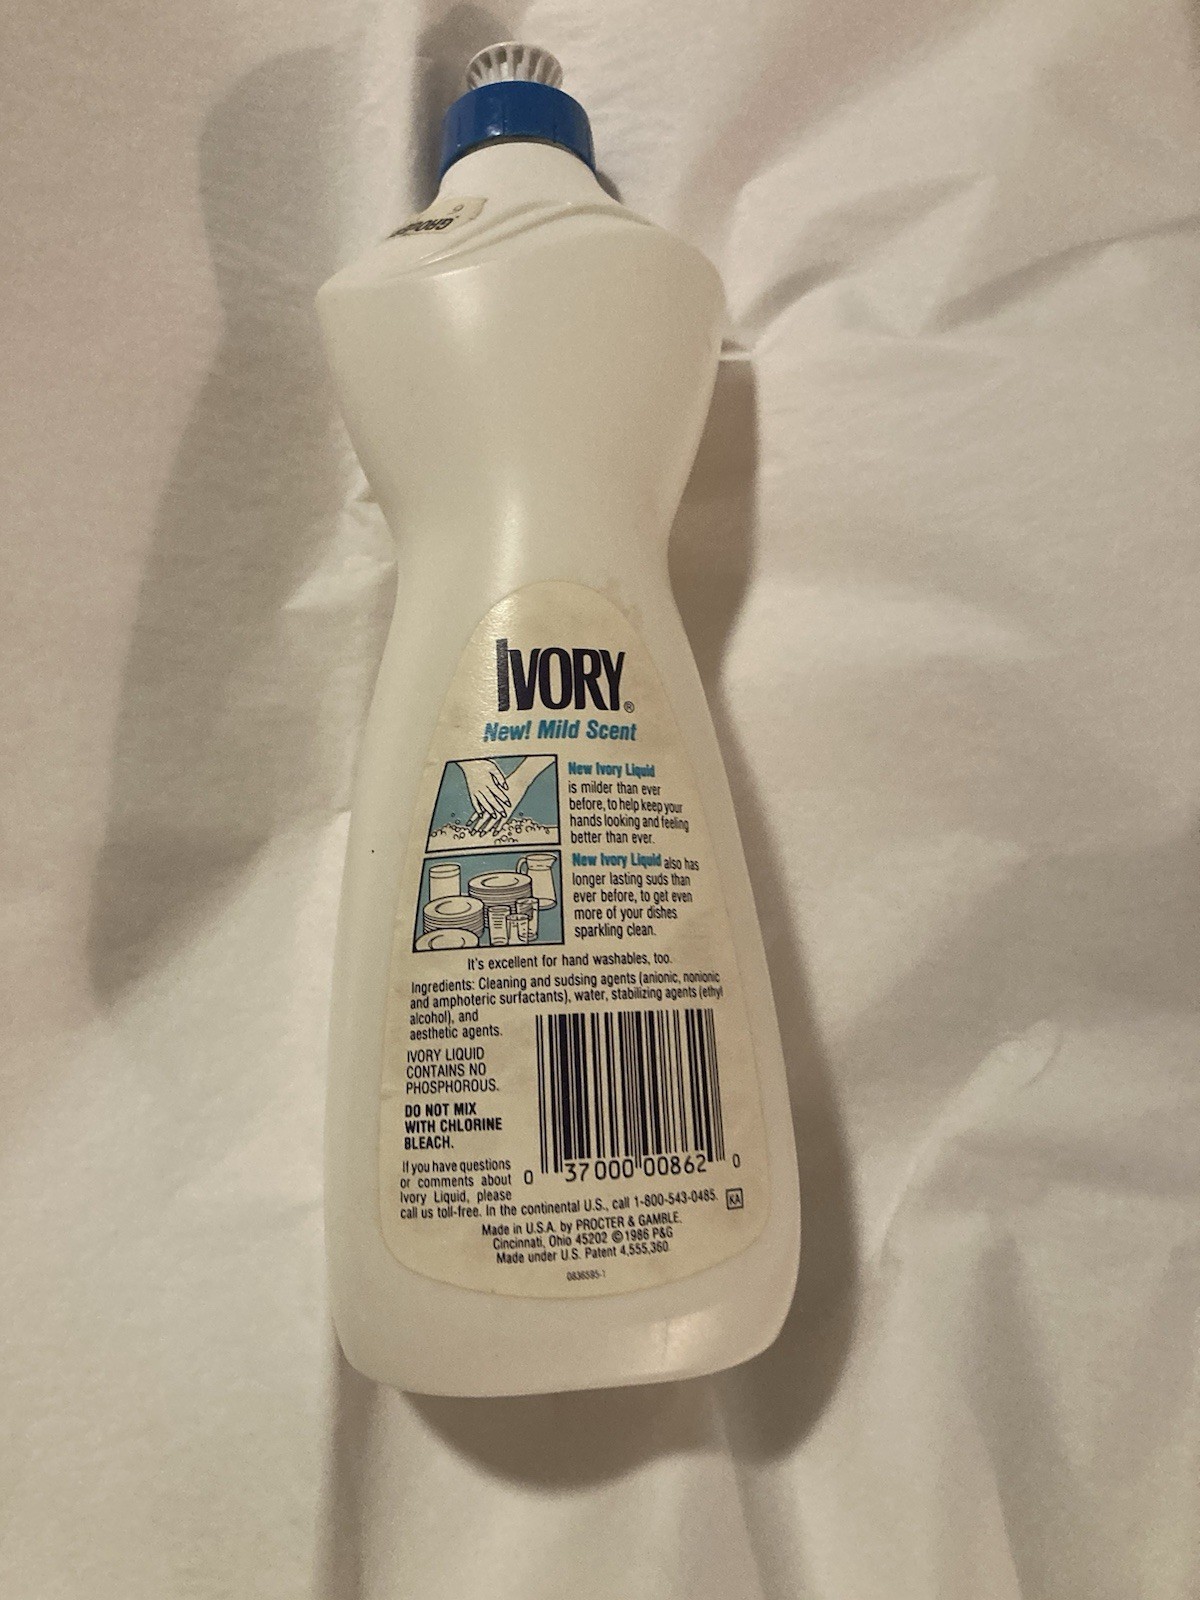 IVORY®
New! Mild Scent
New Ivory Liquid
is milder than ever
before, to help keep your
hands looking and feeling
better than ever.
New Ivory Liquid also has
longer lasting suds than
ever before, to get even
more of your dishes
sparkling clean.
It's excellent for hand washables, too.
Ingredients: Cleaning and sudsing agents (anionic, nonionic
and amphoteric surfactants), water, stabilizing agents (ethyl
alcohol), and
aesthetic agents.
IVORY LIQUID
CONTAINS NO
PHOSPHOROUS.
DO NOT MIX
WITH CHLORINE
BLEACH.
0 37000 00862 0
If you have questions
or comments about
Ivory Liquid, please
call us toll-free. In the continental U.S., call 1-800-543-0485. KA
Made in U.S.A. by PROCTER & GAMBLE.
Cincinnati, Ohio 45202 ©1986 P&G
Made under U.S. Patent 4,555,360
0836595-1